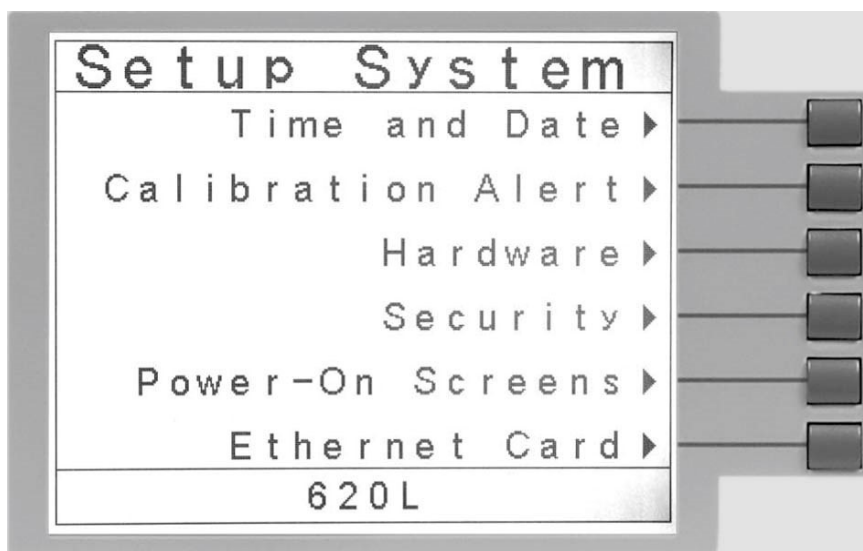 Setup System
Time and Date
Calibration Alert
Hardware
Security
Power-On Screens
Ethernet Card
620L